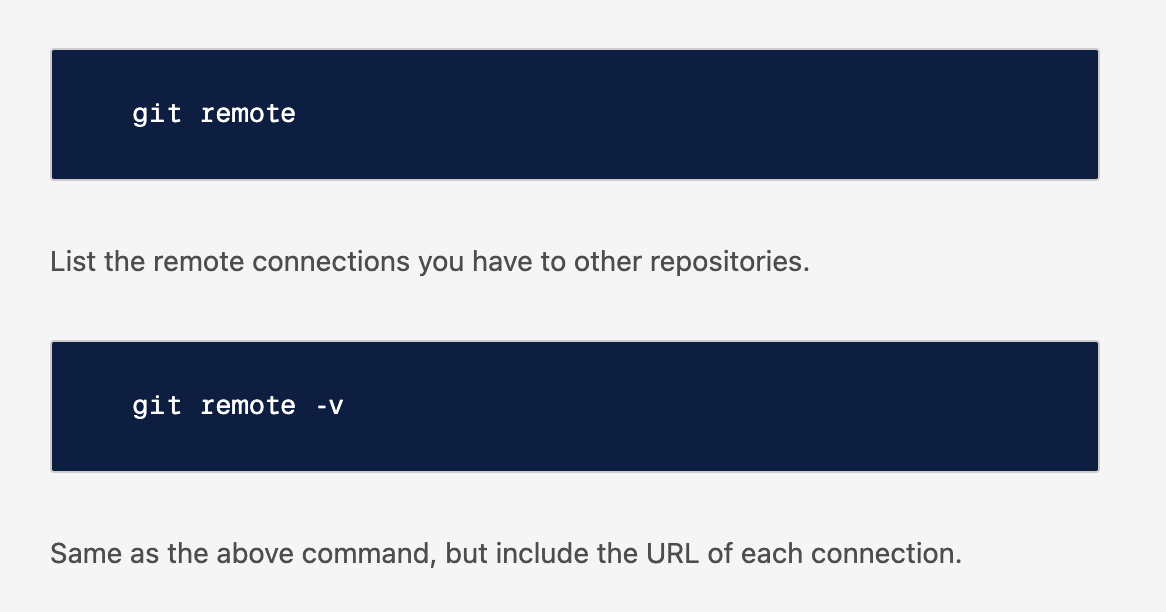 git remote
List the remote connections you have to other repositories.
git remote -v
Same as the above command, but include the URL of each connection.